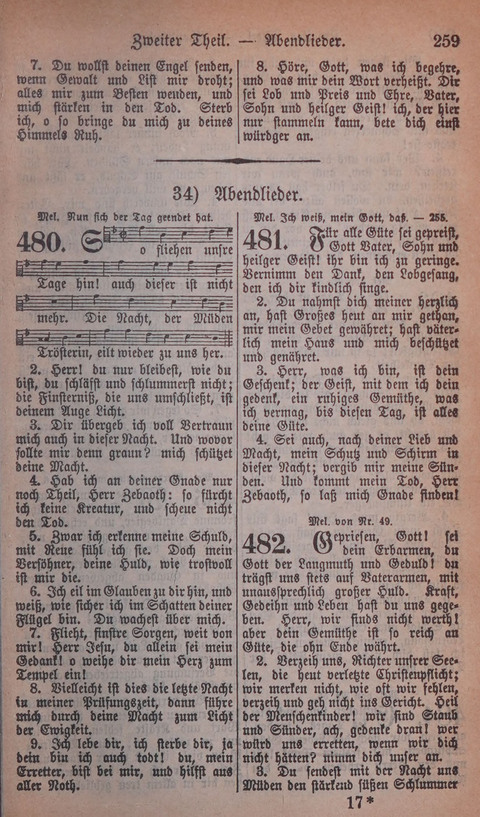 Zweiter Theil. — Abendlieder. 259
7. Du wollst deinen Engel senden,
wenn Gewalt und List mir droht;
alles mir zum Besten wenden, und
mich stärken in den Tod. Sterb
ich, o so bringe du mich zu deines
Himmels Ruh.
8. Höre, Gott, was ich begehre,
und was mir dein Wort verheißt. Dir
sei Lob und Preis und Ehre, Vater,
Sohn und heilger Geist! ich, der hier
nur stammeln kann, bete dich einst
würdger an.
34) Abendlieder.
Mel. Nun sich der Tag geendet hat.
480. So fliehen unsre
Tage hin! auch dieser ist nicht
mehr. Die Nacht, der Müden
Trösterin, eilt wieder zu uns her.
2. Herr! du nur bleibest, wie du
bist, du schläfst und schlummerst nicht;
die Finsterniß, die uns umschließt, ist
deinem Auge Licht.
3. Dir übergeb ich voll Vertraun
mich auch in dieser Nacht. Und wovor
sollte mir denn graun? mich schützet
deine Macht.
4. Hab ich an deiner Gnade nur
noch Theil, Herr Zebaoth: so fürcht
ich keine Kreatur, und scheue nicht
den Tod.
5. Zwar ich erkenne meine Schuld,
mit Reue fühl ich sie. Doch mein
Versöhner, deine Huld, wie trostvoll
ist mir die.
6. Ich eil im Glauben zu dir hin, und
weiß, wie sicher ich im Schatten deiner
Flügel bin. Du wachest über mich.
7. Flieht, finstre Sorgen, weit von
mir! Herr Jesu, du allein sei mein
Gedank! o weihe dir mein Herz zum
Tempel ein!
8. Vielleicht ist dies die letzte Nacht
in meiner Prüfungszeit, dann führe
mich durch deine Macht zum Licht
der Ewigkeit.
9. Ich lebe dir, ich sterbe dir, ja
dein bin ich auch todt! du, mein
Erretter, bist bei mir, und hilfst aus
aller Noth.
Mel. Ich weiß, mein Gott, daß. — 255.
481. Für alle Güte sei gepreist,
Gott Vater, Sohn und
heilger Geist! ihr bin ich zu geringe.
Vernimm den Dank, den Lobgesang,
den ich dir kindlich singe.
2. Du nahmst dich meiner herzlich
an, hast Großes heut an mir gethan,
mir mein Gebet gewähret; hast väter-
lich mein Haus und mich beschützet
und genähret.
3. Herr, was ich bin, ist dein
Geschenk; der Geist, mit dem ich dein
gedenk, ein ruhiges Gemüthe, was
ich vermag, bis diesen Tag, ist alles
deine Güte.
4. Sei auch, nach deiner Lieb und
Macht, mein Schutz und Schirm in
dieser Nacht; vergib mir meine Sün-
den. Und kommt mein Tod, Herr
Zebaoth, so laß mich Gnade finden!
Mel. von Nr. 49.
482. Gepriesen, Gott! sei
dein Erbarmen, du
Gott der Langmuth und Geduld! du
trägst uns stets auf Vaterarmen, mit
unaussprechlich großer Huld. Kraft,
Gedeihn und Leben hast du uns gege-
ben. Herr, wir sinds nicht werth!
aber dein Gemüthe ist so reich an
Güte, die ohn Ende währt.
2. Verzeih uns, Richter unsrer See-
len, die heut verletzte Christenpflicht;
wir merken nicht, wie oft wir fehlen,
verzeih und geh nicht ins Gericht. Heil
der Menschenkinder! wir sind Staub
und Sünder, ach, gedenke dran! wer
würd uns erretten, wenn wir dich
nicht hätten? nimm dich unser an.
3. Du sendest mit der Nacht uns
Müden den stärkend süßen Schlummer
17*